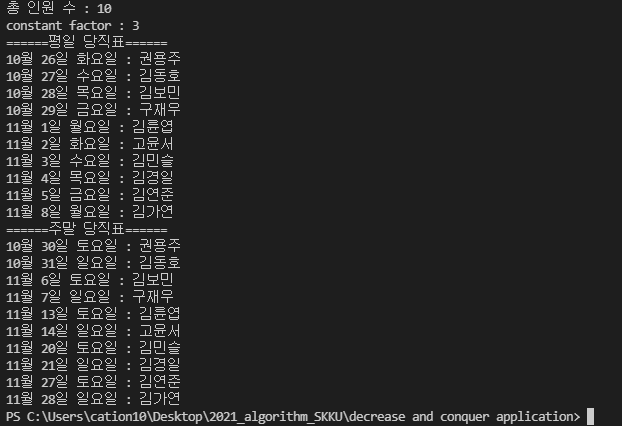 총 인원 수 : 10
constant factor : 3
======평일 당직표======
10월 26일 화요일 : 권용주
10월 27일 수요일 : 김동호
10월 28일 목요일 : 김보민
10월 29일 금요일 : 구재우
11월 1일 월요일 : 김륜엽
11월 2일 화요일 : 고윤서
11월 3일 수요일 : 김민슬
11월 4일 목요일 : 김경일
11월 5일 금요일 : 김연준
11월 8일 월요일 : 김가연
======주말 당직표======
10월 30일 토요일 : 권용주
10월 31일 일요일 : 김동호
11월 6일 토요일 : 김보민
11월 7일 일요일 : 구재우
11월 13일 토요일 : 김륜엽
11월 14일 일요일 : 고윤서
11월 20일 토요일 : 김민슬
11월 21일 일요일 : 김경일
11월 27일 토요일 : 김연준
11월 28일 일요일 : 김가연
PS C:\Users\cation10\Desktop\2021_algorithm_SKKU\decrease and conquer application>